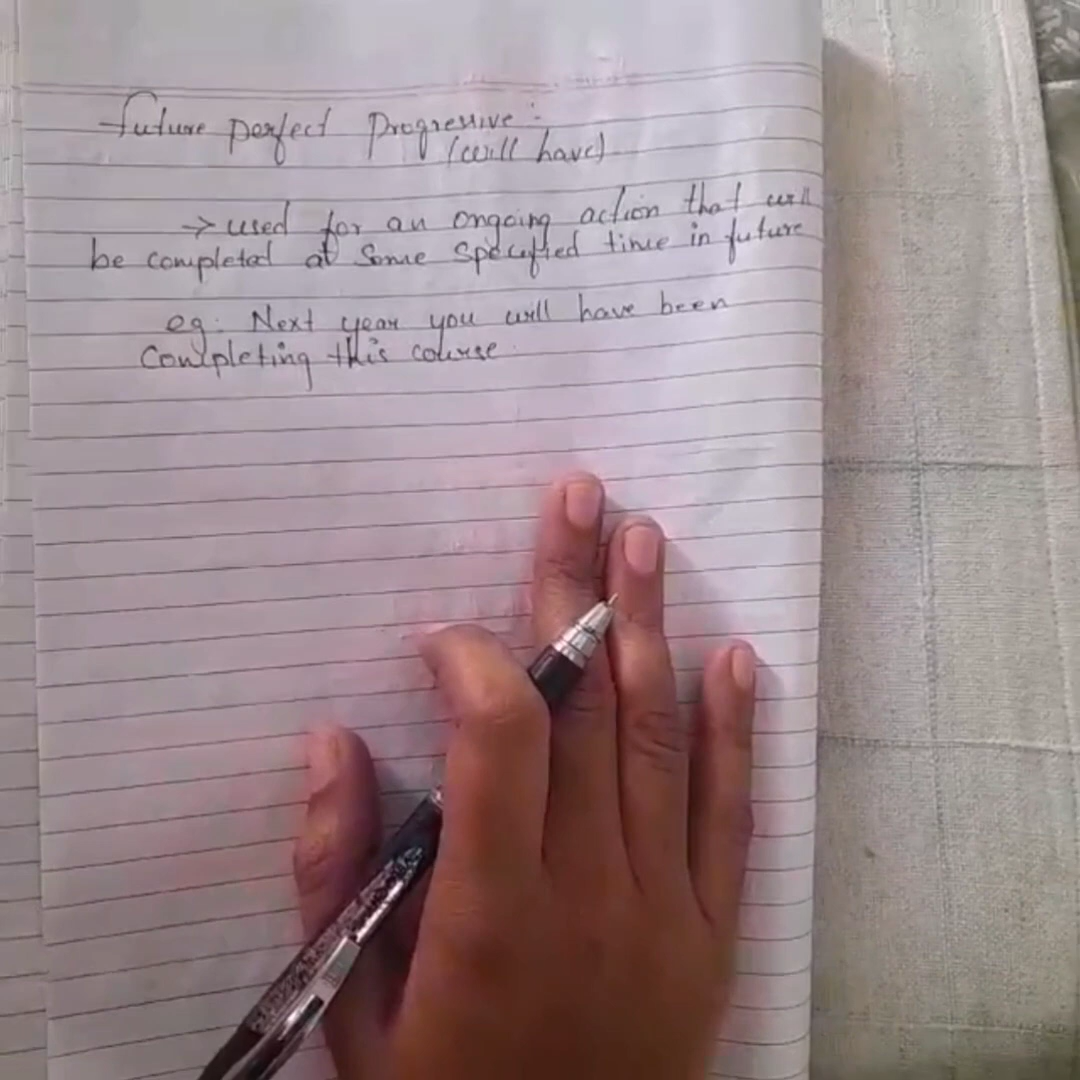 Future perfect Progressive :-
(will have)
→ used for an ongoing action that will
be completed at Some specified time in future
eg. Next year you will have been
Completing this course.